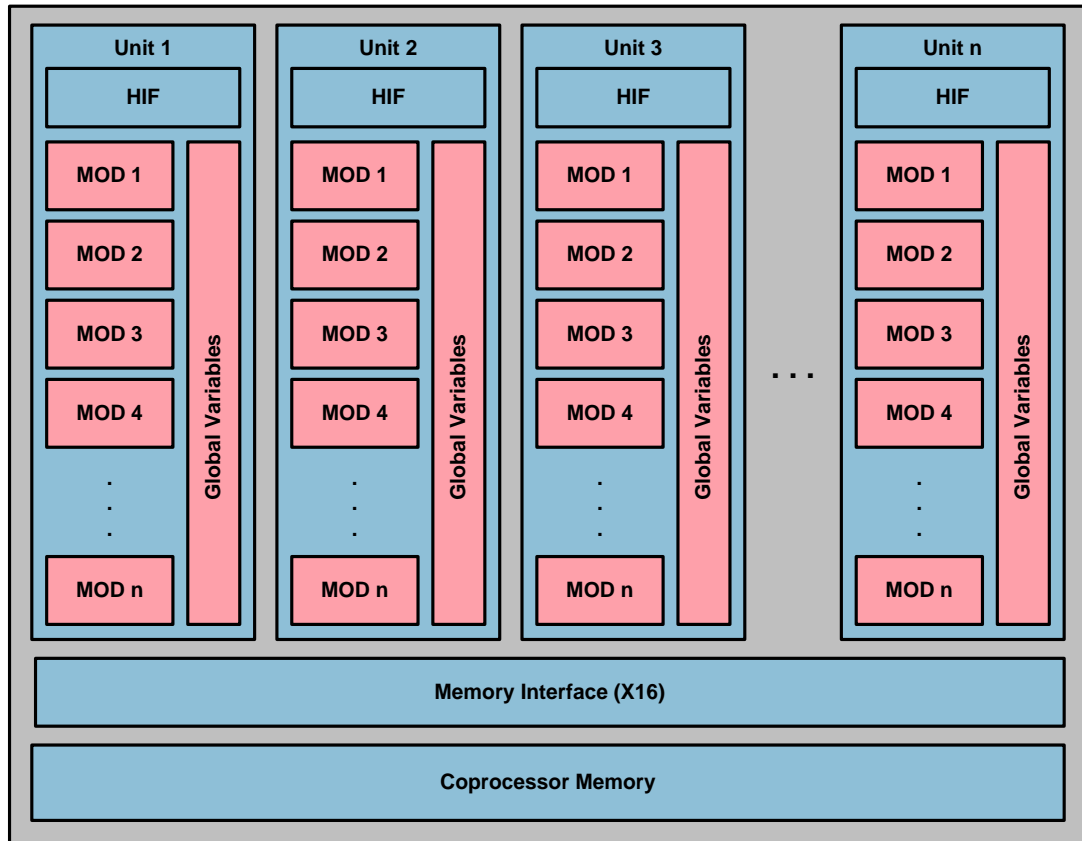 Unit 1
HIF
MOD 1
MOD 2
MOD 3
MOD 4
.
.
.
MOD n
Global Variables
Unit 2
HIF
MOD 1
MOD 2
MOD 3
MOD 4
.
.
.
MOD n
Global Variables
Unit 3
HIF
MOD 1
MOD 2
MOD 3
MOD 4
.
.
.
MOD n
Global Variables
. . .
Unit n
HIF
MOD 1
MOD 2
MOD 3
MOD 4
.
.
.
MOD n
Global Variables
Memory Interface (X16)
Coprocessor Memory